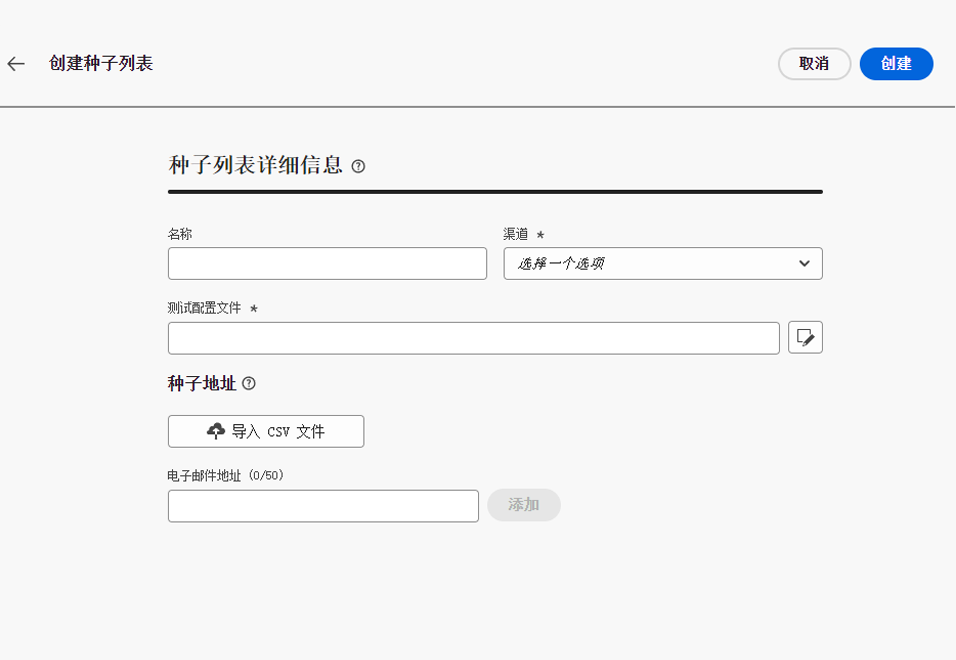 创建种子列表
取消
创建
种子列表详细信息
名称
渠道 *
选择一个选项
测试配置文件 *
种子地址
导入 CSV 文件
电子邮件地址 (0/50)
添加